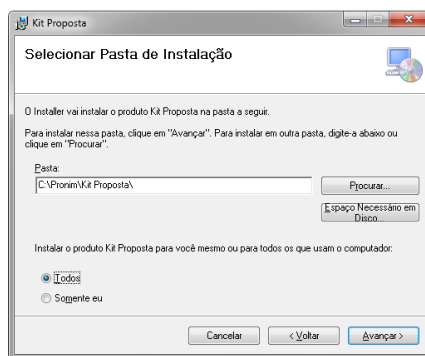 Kit Proposta
Selecionar Pasta de Instalação
O Installer vai instalar o produto Kit Proposta na pasta a seguir.
Para instalar nessa pasta, clique em "Avançar". Para instalar em outra pasta, digite-a abaixo ou
clique em "Procurar".
Pasta:
C:\Pronim\Kit Proposta\
Procurar...
Espaço Necessário em
Disco...
Instalar o produto Kit Proposta para você mesmo ou para todos os que usam o computador:
Todos
Somente eu
Cancelar
< Voltar
Avançar >